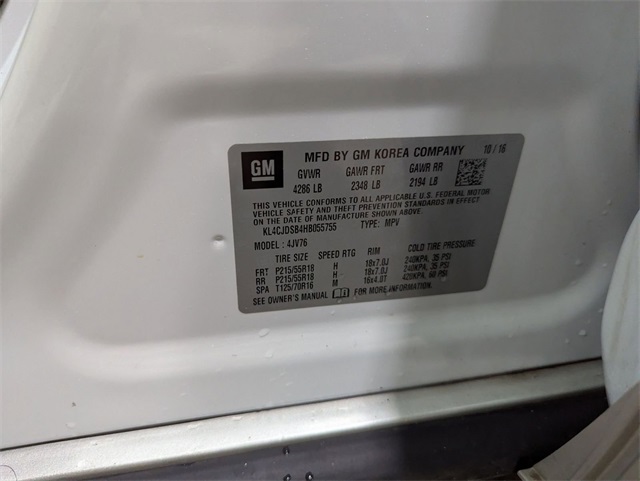 GM
MFD BY GM KOREA COMPANY 10/16
GVWR GAWR FRT GAWR RR
4286 LB 2348 LB 2194 LB
THIS VEHICLE CONFORMS TO ALL APPLICABLE U.S. FEDERAL MOTOR
VEHICLE SAFETY AND THEFT PREVENTION STANDARDS IN EFFECT
ON THE DATE OF MANUFACTURE SHOWN ABOVE.
KL4CJDSB4HB055755 TYPE: MPV
MODEL: 4JV76
TIRE SIZE SPEED RTG RIM COLD TIRE PRESSURE
FRT P215/55R18 H 18x7.0J 240KPA, 35 PSI
RR P215/55R18 H 18x7.0J 240KPA, 35 PSI
SPA T125/70R16 M 16x4.0T 420KPA, 60 PSI
SEE OWNER'S MANUAL FOR MORE INFORMATION.